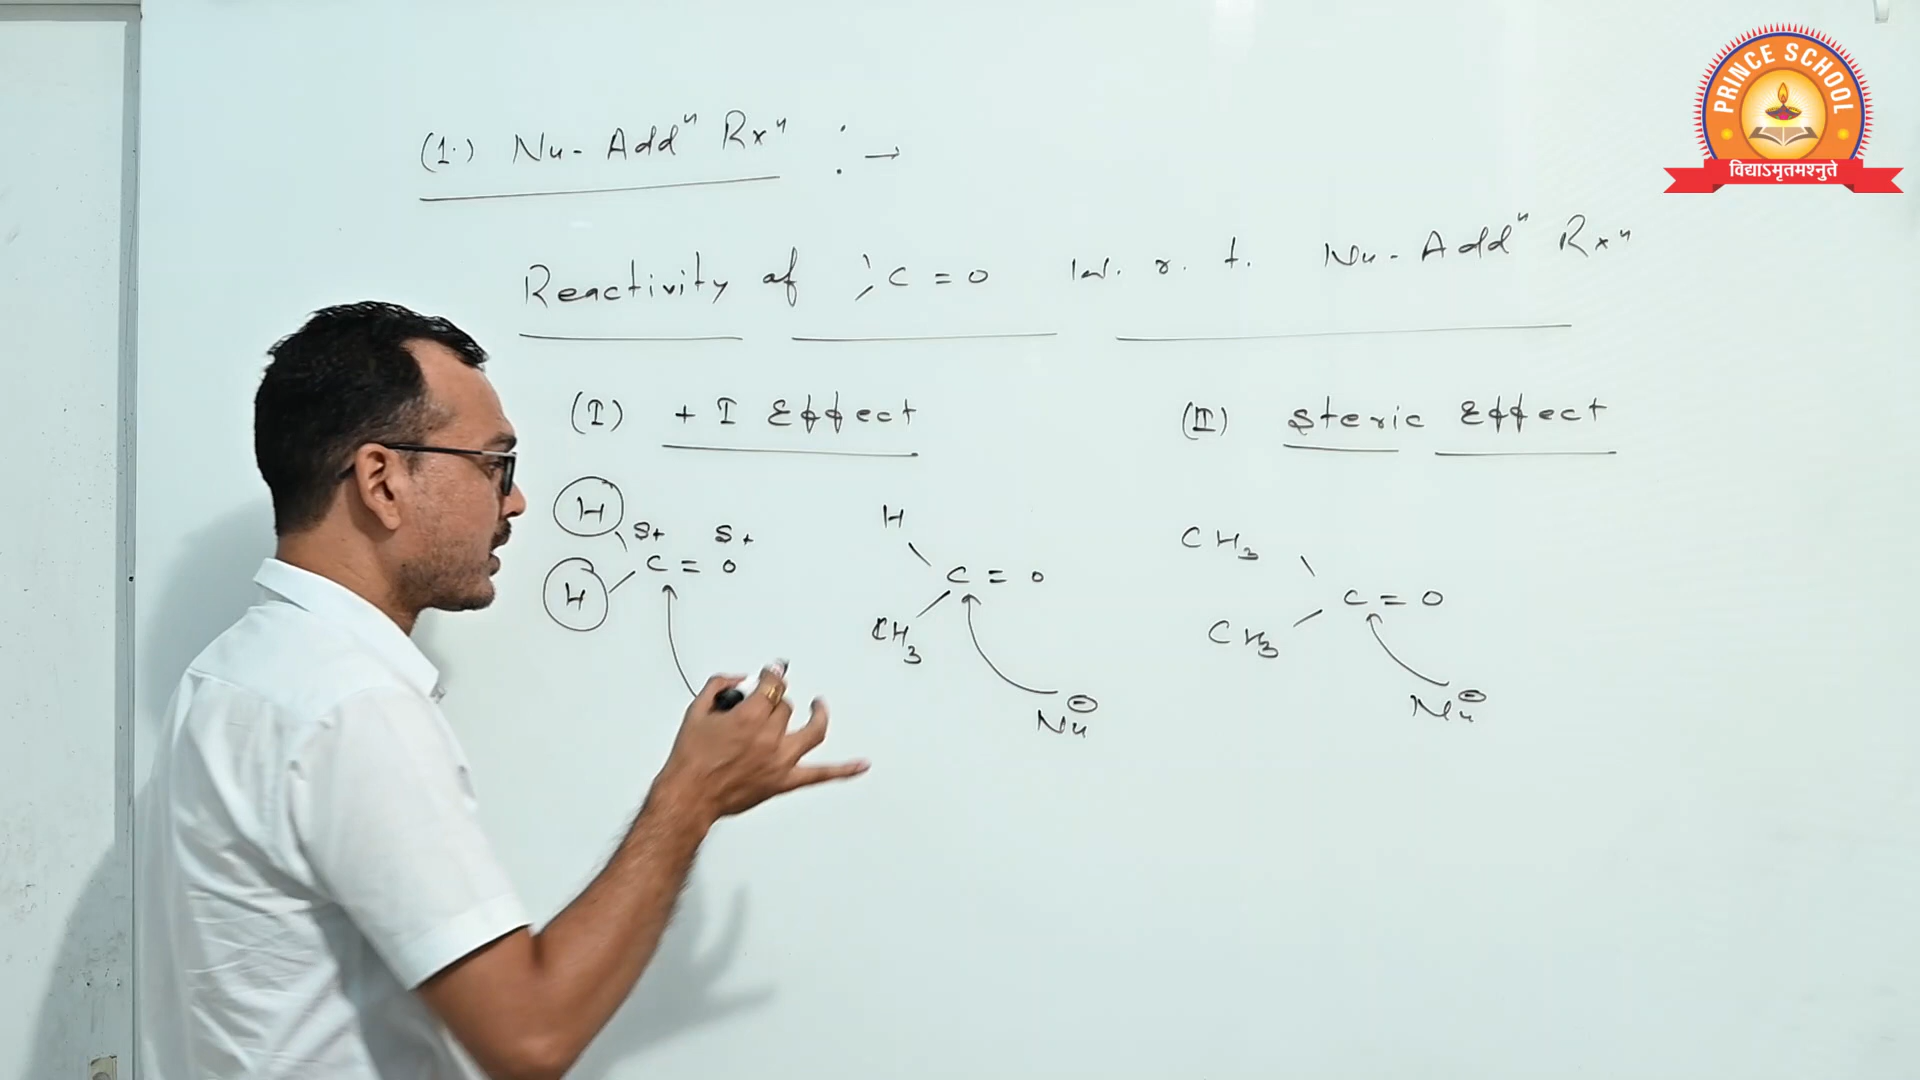 PRINCE SCHOOL
विद्याऽमृतमश्नुते
(1.) Nu- Addⁿ Rxⁿ :→
Reactivity of >C=O w. r. t. Nu- Addⁿ Rxⁿ
(I) + I Effect
(II) Steric Effect
H
H
S+ S+
C = O
H
C = O
CH3
Nu⊖
CH3
C = O
CH3
Nu⊖